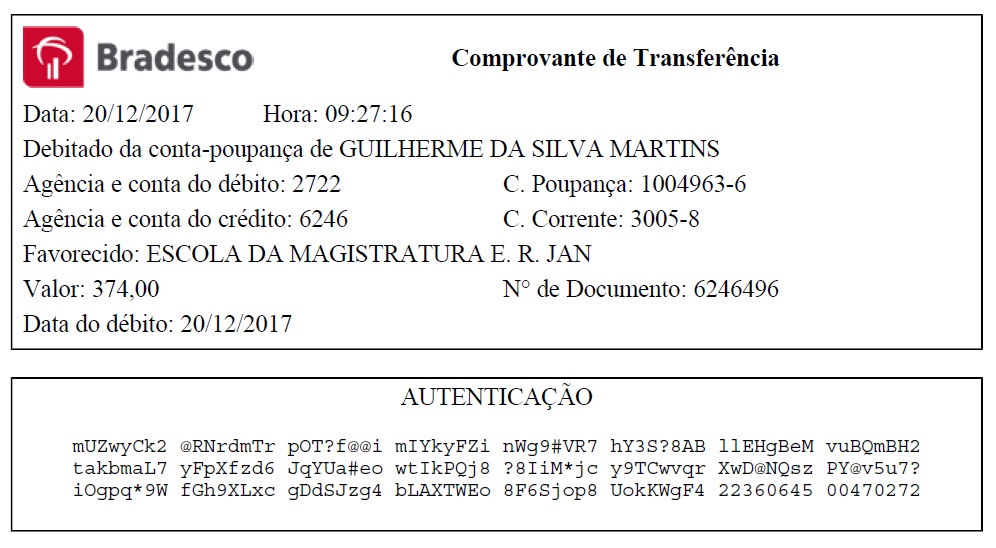 Bradesco Comprovante de Transferência
Data: 20/12/2017 Hora: 09:27:16
Debitado da conta-poupança de GUILHERME DA SILVA MARTINS
Agência e conta do débito: 2722 C. Poupança: 1004963-6
Agência e conta do crédito: 6246 C. Corrente: 3005-8
Favorecido: ESCOLA DA MAGISTRATURA E. R. JAN
Valor: 374,00 N° de Documento: 6246496
Data do débito: 20/12/2017
AUTENTICAÇÃO
mUZwyCk2 @RNrdmTr pOT?f@@i mIYkyFZi nWg9#VR7 hY3S?8AB llEHgBeM vuBQmBH2
takbmaL7 yFpXfzd6 JqYUa#eo wtIkPQj8 ?8IiM*jc y9TCwvqr XwD@NQsz PY@v5u7?
iOgpq*9W fGh9XLxc gDdSJzg4 bLAXTWEo 8F6Sjop8 UokKWgF4 22360645 00470272